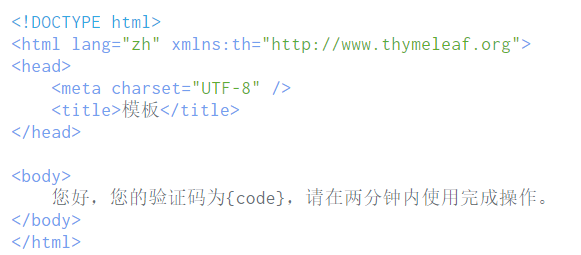 <!DOCTYPE html>
<html lang="zh" xmlns:th="http://www.thymeleaf.org">
<head>
    <meta charset="UTF-8" />
    <title>模板</title>
</head>

<body>
    您好，您的验证码为{code}，请在两分钟内使用完成操作。
</body>
</html>